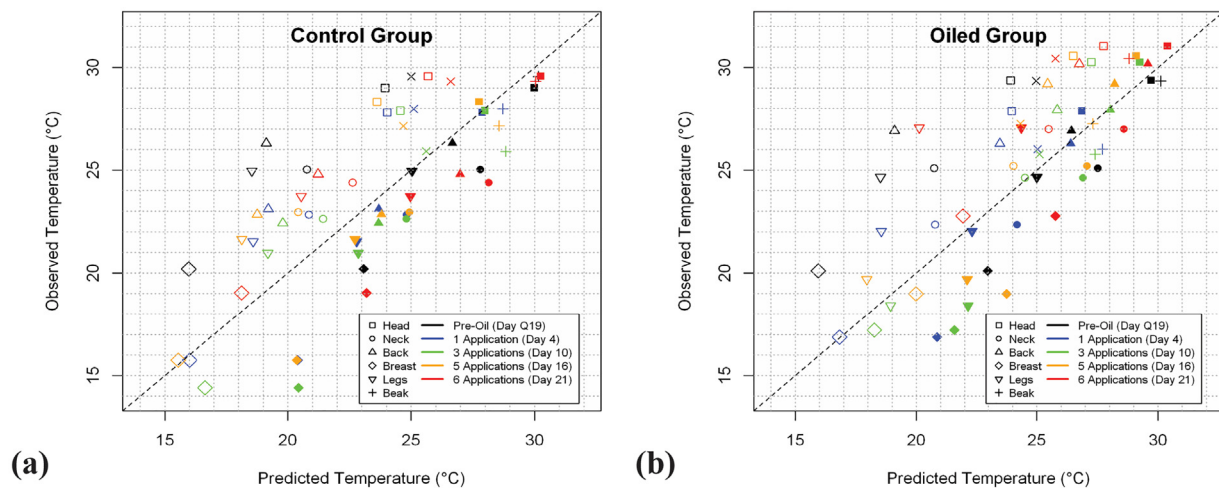 Control Group
30
25
20
15
Observed Temperature (°C)
Head
Neck
Back
Breast
Legs
Beak
Pre-Oil (Day Q19)
1 Application (Day 4)
3 Applications (Day 10)
5 Applications (Day 16)
6 Applications (Day 21)
15 20 25 30
Predicted Temperature (°C)
(a)
Oiled Group
30
25
20
15
Observed Temperature (°C)
Head
Neck
Back
Breast
Legs
Beak
Pre-Oil (Day Q19)
1 Application (Day 4)
3 Applications (Day 10)
5 Applications (Day 16)
6 Applications (Day 21)
15 20 25 30
Predicted Temperature (°C)
(b)